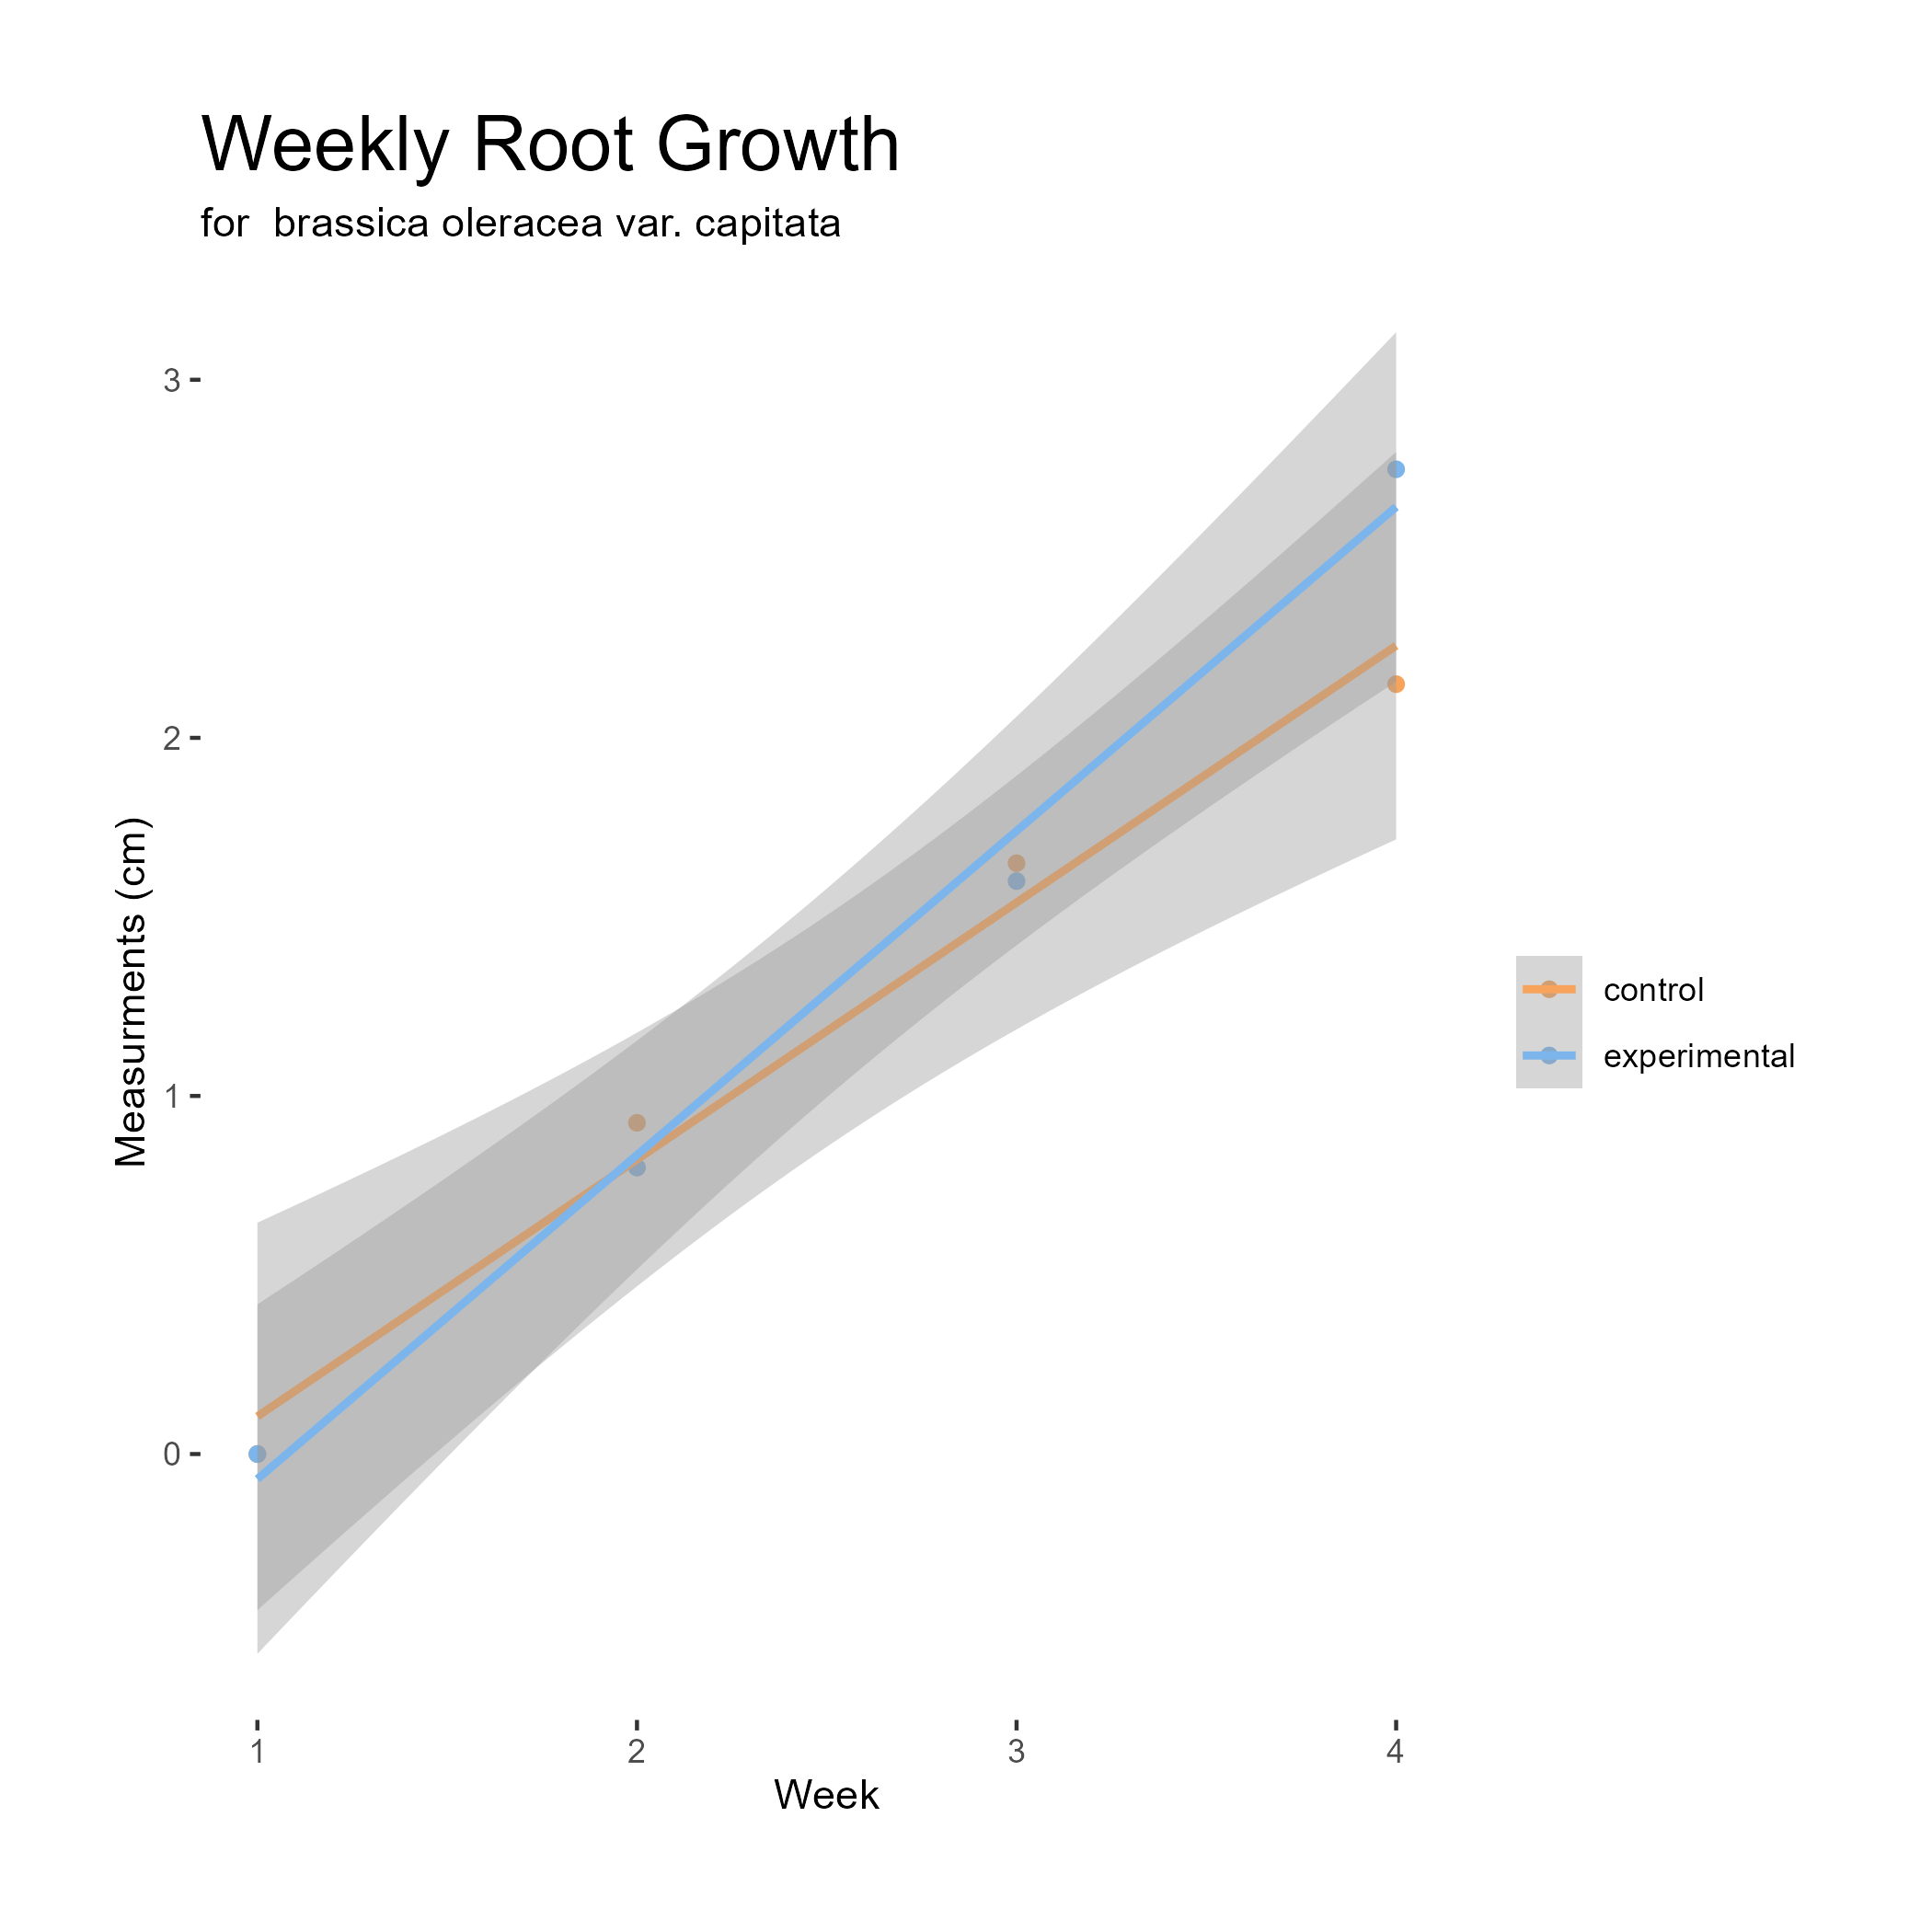 Weekly Root Growth
for  brassica oleracea var. capitata
3
2
1
0
Measurments (cm)
control
experimental
1 2 3 4
Week